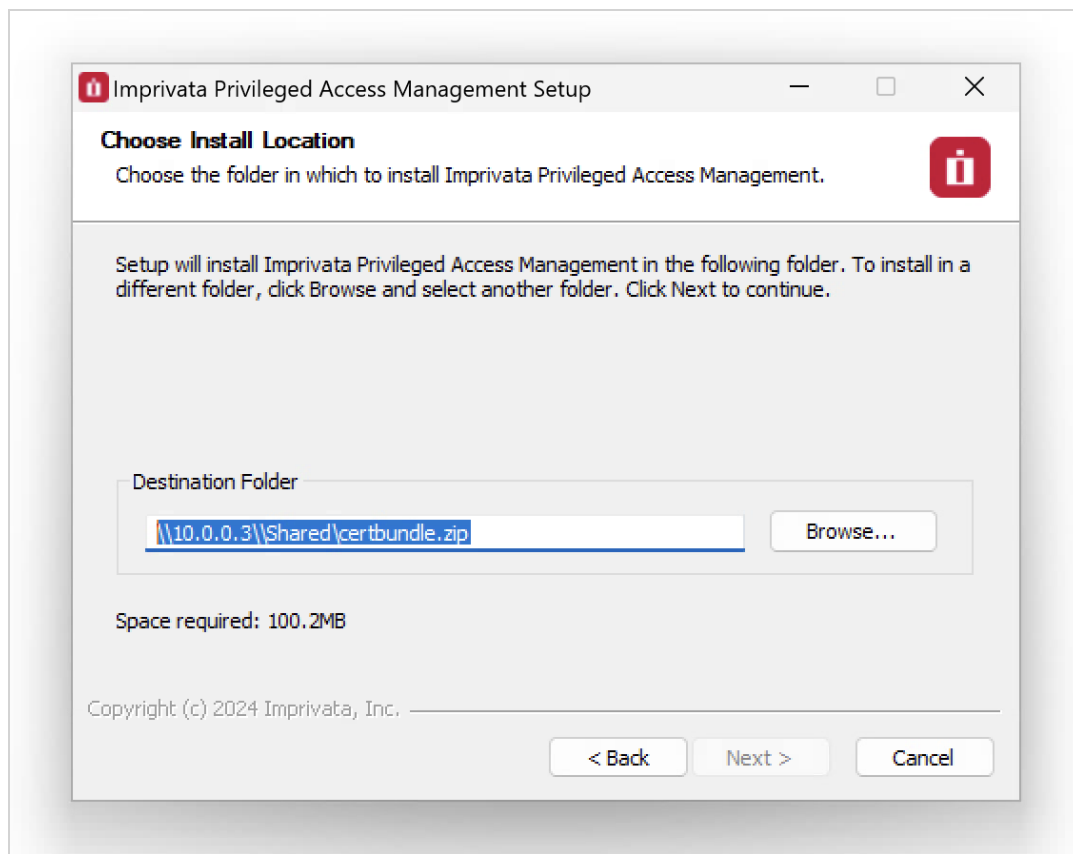 Imprivata Privileged Access Management Setup
Choose Install Location
Choose the folder in which to install Imprivata Privileged Access Management.
Setup will install Imprivata Privileged Access Management in the following folder. To install in a
different folder, click Browse and select another folder. Click Next to continue.
Destination Folder
\\10.0.0.3\\Shared\certbundle.zip
Browse...
Space required: 100.2MB
Copyright (c) 2024 Imprivata, Inc.
< Back
Next >
Cancel